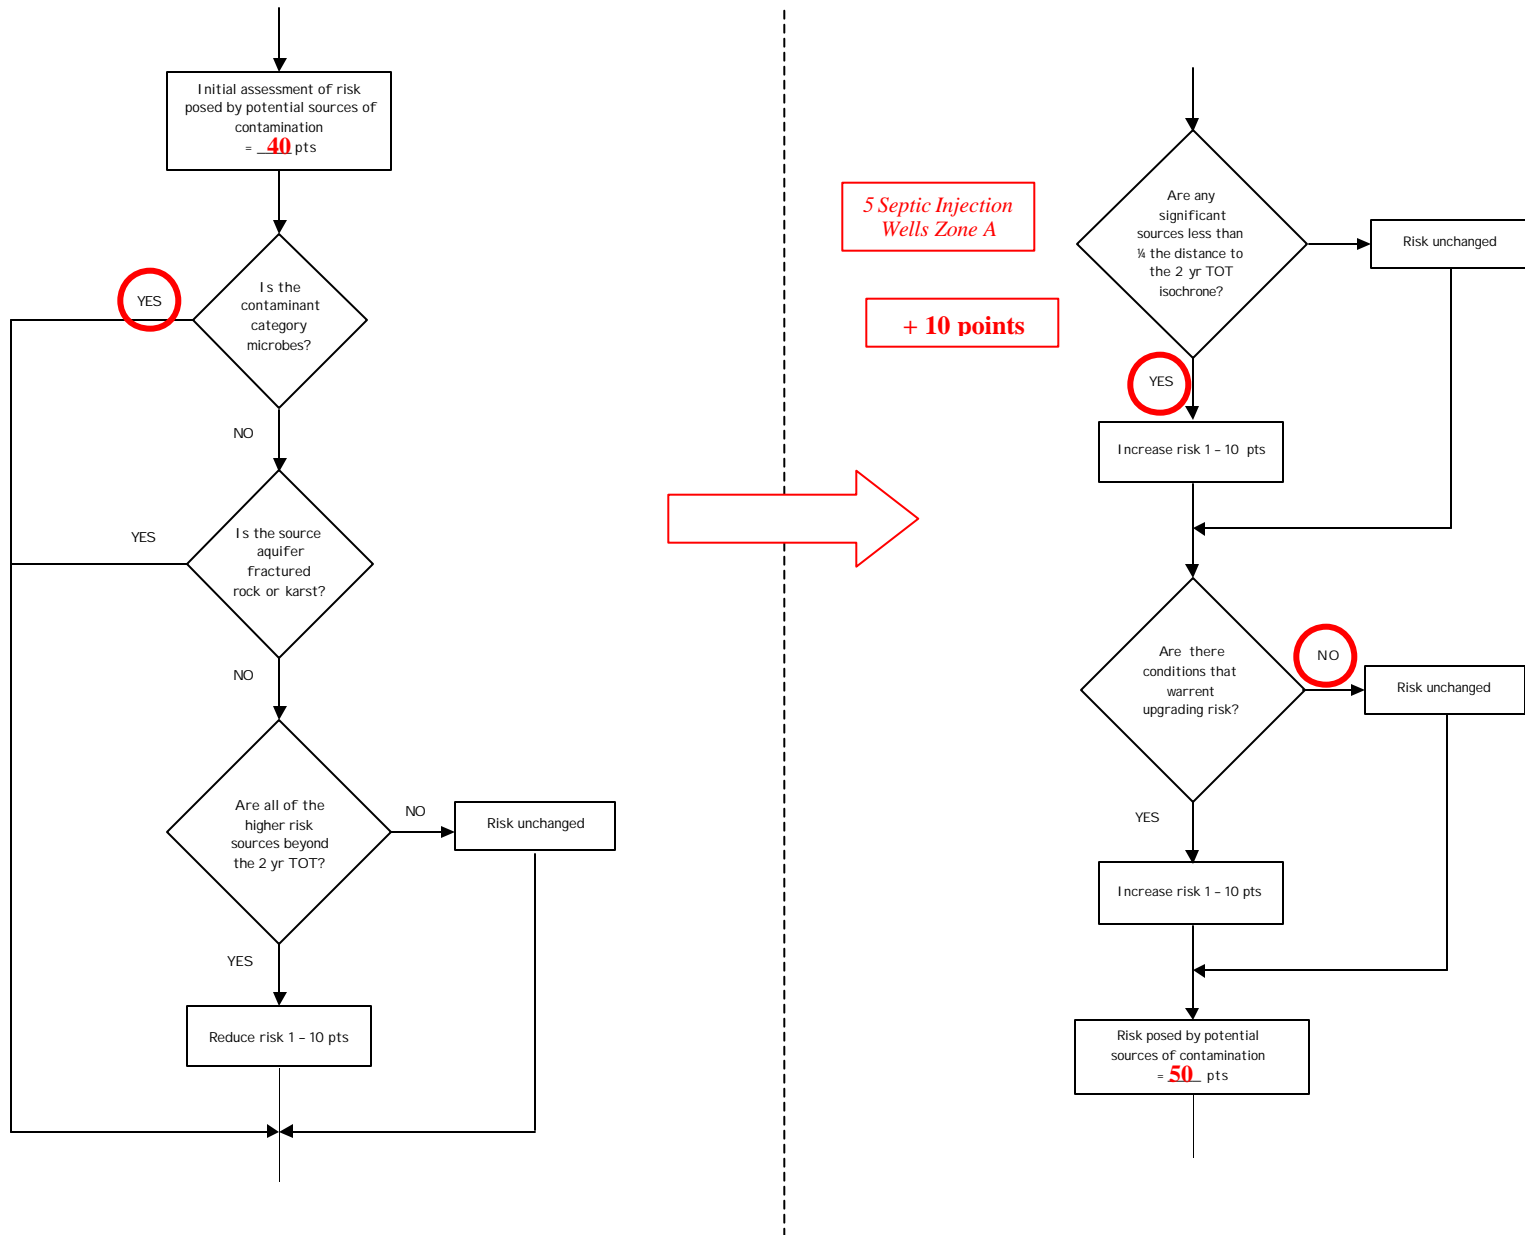 Initial assessment of risk
posed by potential sources of
contamination
= 40 pts
Is the
contaminant
category
microbes?
YES
NO
Is the source
aquifer
fractured
rock or karst?
YES
NO
Are all of the
higher risk
sources beyond
the 2 yr TOT?
NO
Risk unchanged
YES
Reduce risk 1 – 10 pts
5 Septic Injection
Wells Zone A
+ 10 points
Are any
significant
sources less than
¼ the distance to
the 2 yr TOT
isochrone?
Risk unchanged
YES
Increase risk 1 – 10 pts
Are there
conditions that
warrent
upgrading risk?
NO
Risk unchanged
YES
Increase risk 1 – 10 pts
Risk posed by potential
sources of contamination
= 50 pts